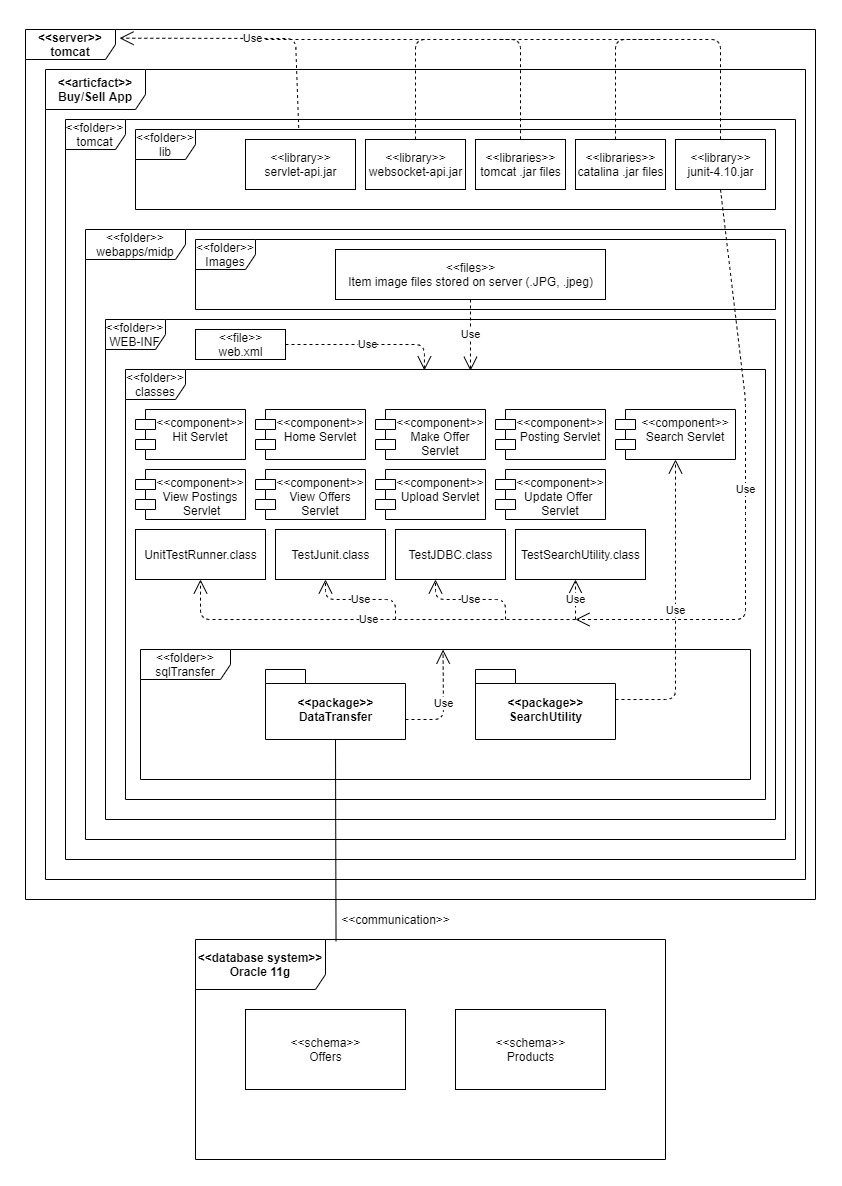 <<server>>
tomcat
Use
<<articfact>>
Buy/Sell App
<<folder>>
tomcat
<<folder>>
lib
<<library>>
servlet-api.jar
<<library>>
websocket-api.jar
<<libraries>>
tomcat .jar files
<<libraries>>
catalina .jar files
<<library>>
junit-4.10.jar
<<folder>>
webapps/midp
<<folder>>
Images
<<files>>
Item image files stored on server (.JPG, .jpeg)
<<folder>>
WEB-INF
<<file>>
web.xml
Use
Use
<<folder>>
classes
<<component>>
Hit Servlet
<<component>>
Home Servlet
<<component>>
Make Offer
Servlet
<<component>>
Posting Servlet
<<component>>
Search Servlet
<<component>>
View Postings
Servlet
<<component>>
View Offers
Servlet
<<component>>
Upload Servlet
<<component>>
Update Offer
Servlet
Use
UnitTestRunner.class
TestJunit.class
TestJDBC.class
TestSearchUtility.class
Use
Use
Use
Use
Use
<<folder>>
sqlTransfer
<<package>>
DataTransfer
Use
<<package>>
SearchUtility
<<communication>>
<<database system>>
Oracle 11g
<<schema>>
Offers
<<schema>>
Products